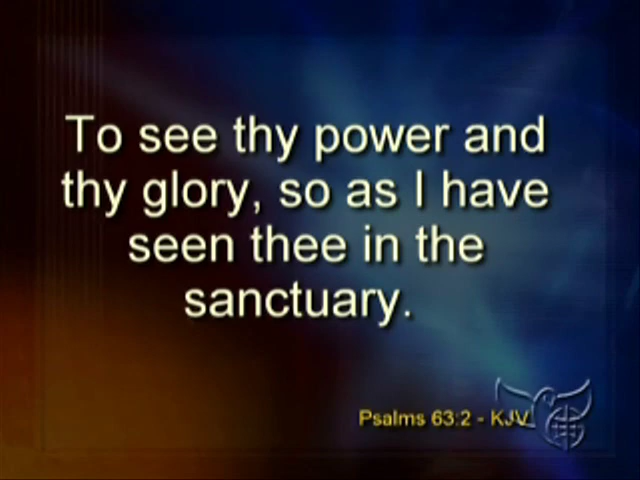 To see thy power and
thy glory, so as I have
seen thee in the
sanctuary.
Psalms 63:2 - KJV